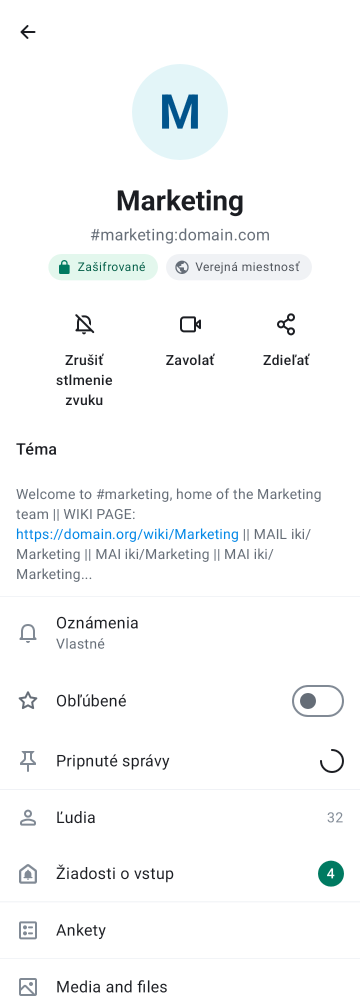 M
Marketing
#marketing:domain.com
Zašifrované
Verejná miestnosť
Zrušiť
stlmenie
zvuku
Zavolať
Zdieľať
Téma
Welcome to #marketing, home of the Marketing
team || WIKI PAGE:
https://domain.org/wiki/Marketing || MAIL iki/
Marketing || MAI iki/Marketing || MAI iki/
Marketing...
Oznámenia
Vlastné
Obľúbené
Pripnuté správy
Ľudia 32
Žiadosti o vstup 4
Ankety
Media and files